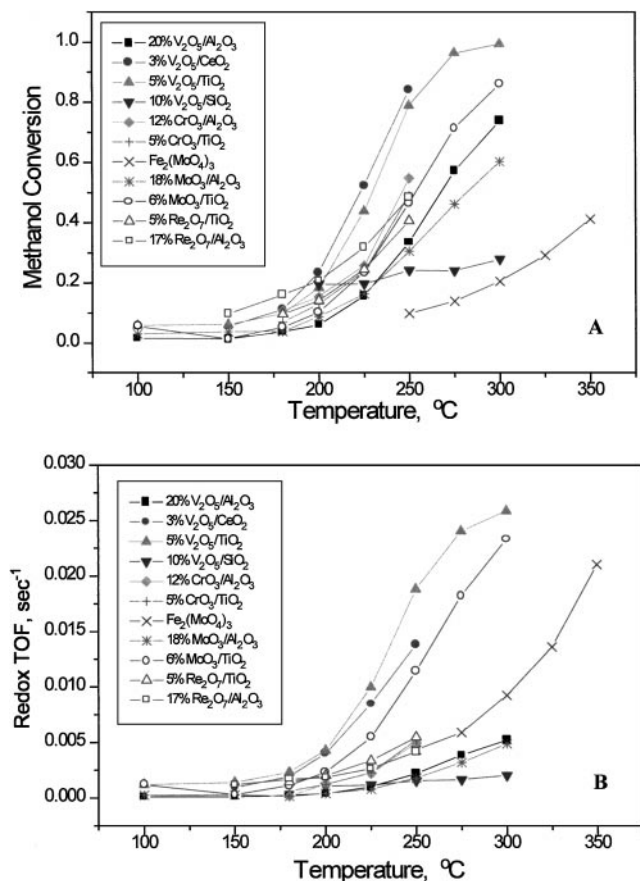 1.0
0.8
0.6
0.4
0.2
0.0
Methanol Conversion
20% V₂O₅/Al₂O₃
3% V₂O₅/CeO₂
5% V₂O₅/TiO₂
10% V₂O₅/SiO₂
12% CrO₃/Al₂O₃
5% CrO₃/TiO₂
Fe₂(MoO₄)₃
18% MoO₃/Al₂O₃
6% MoO₃/TiO₂
5% Re₂O₇/TiO₂
17% Re₂O₇/Al₂O₃
A
100 150 200 250 300 350
Temperature, °C
0.030
0.025
0.020
0.015
0.010
0.005
0.000
Redox TOF, sec⁻¹
20% V₂O₅/Al₂O₃
3% V₂O₅/CeO₂
5% V₂O₅/TiO₂
10% V₂O₅/SiO₂
12% CrO₃/Al₂O₃
5% CrO₃/TiO₂
Fe₂(MoO₄)₃
18% MoO₃/Al₂O₃
6% MoO₃/TiO₂
5% Re₂O₇/TiO₂
17% Re₂O₇/Al₂O₃
B
100 150 200 250 300 350
Temperature, °C